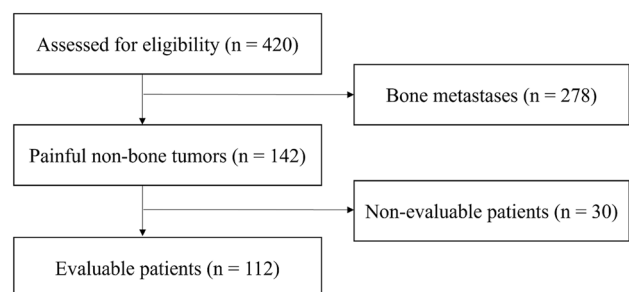 Assessed for eligibility (n = 420)
Bone metastases (n = 278)
Painful non-bone tumors (n = 142)
Non-evaluable patients (n = 30)
Evaluable patients (n = 112)